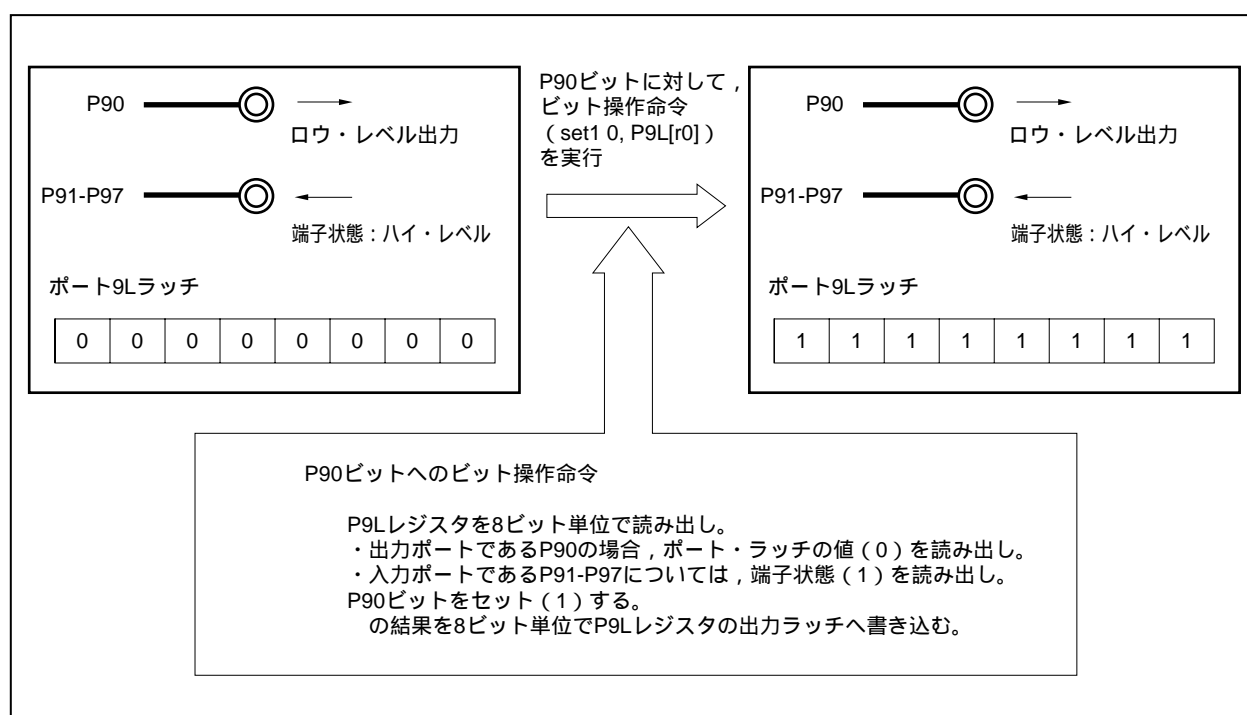 P90
ロウ・レベル出力
P91-P97
端子状態：ハイ・レベル
ポート9Lラッチ
0 0 0 0 0 0 0 0
P90ビットに対して，
ビット操作命令
（set1 0, P9L[r0]）
を実行
P90
ロウ・レベル出力
P91-P97
端子状態：ハイ・レベル
ポート9Lラッチ
1 1 1 1 1 1 1 1
P90ビットへのビット操作命令
P9Lレジスタを8ビット単位で読み出し。
・出力ポートであるP90の場合，ポート・ラッチの値（0）を読み出し。
・入力ポートであるP91-P97については，端子状態（1）を読み出し。
P90ビットをセット（1）する。
の結果を8ビット単位でP9Lレジスタの出力ラッチへ書き込む。